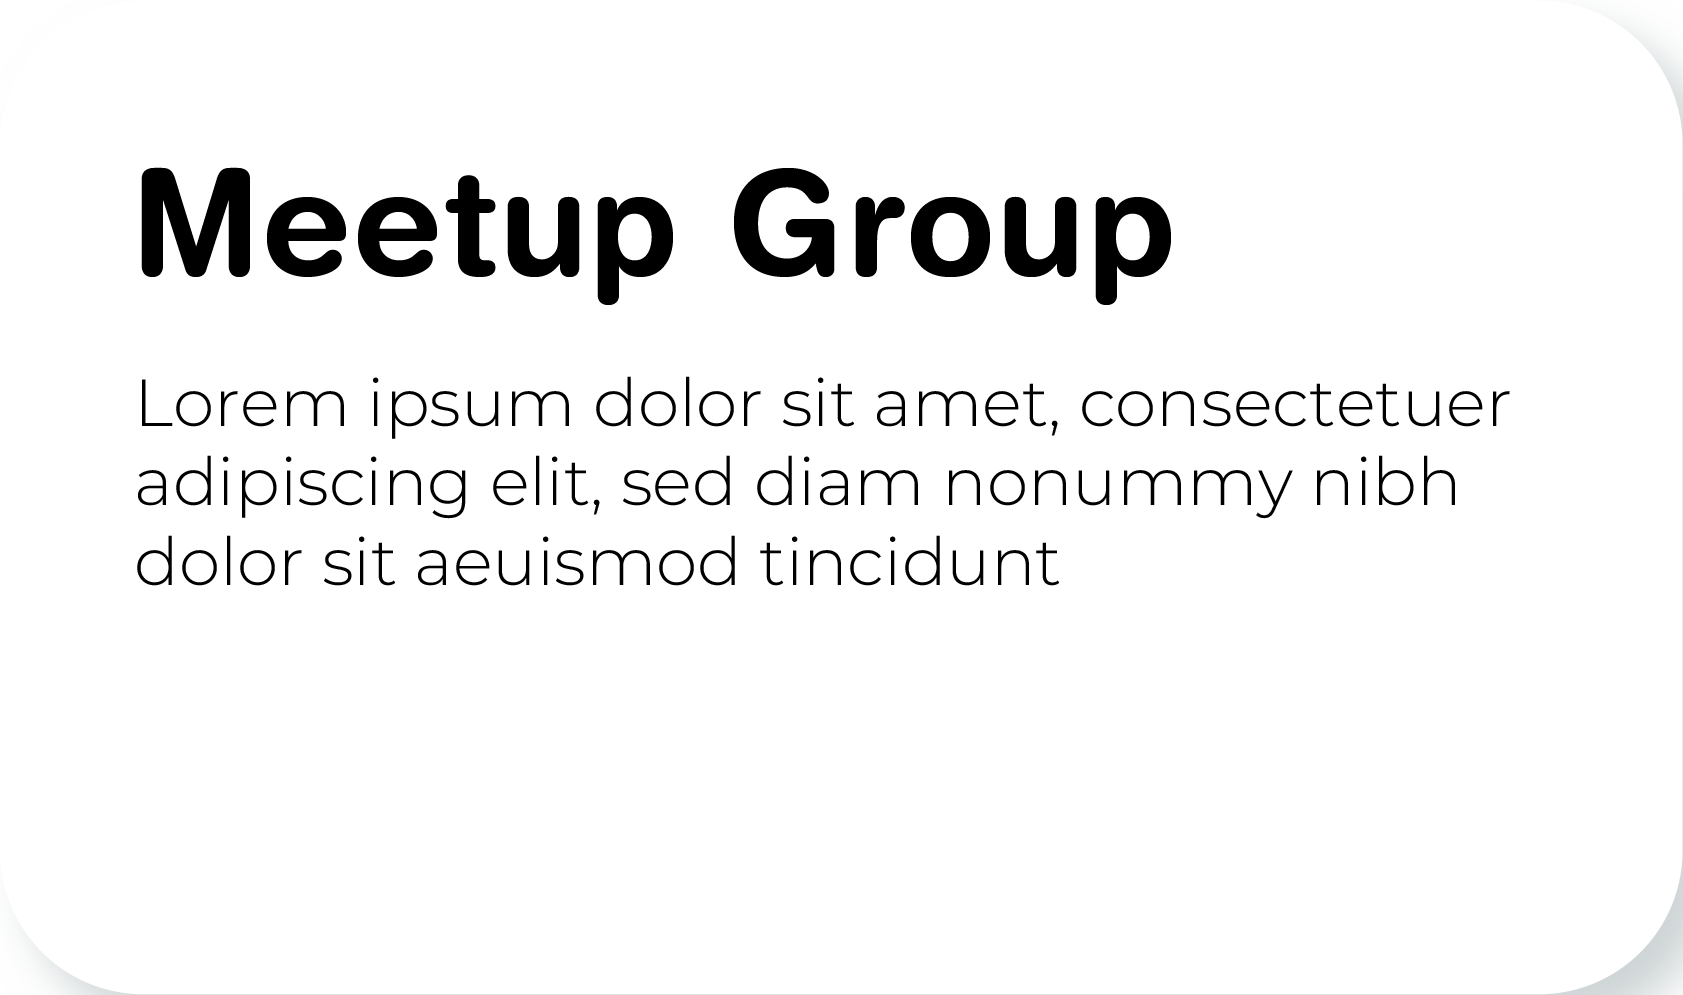 Meetup Group
Lorem ipsum dolor sit amet, consectetuer
adipiscing elit, sed diam nonummy nibh
dolor sit aeuismod tincidunt